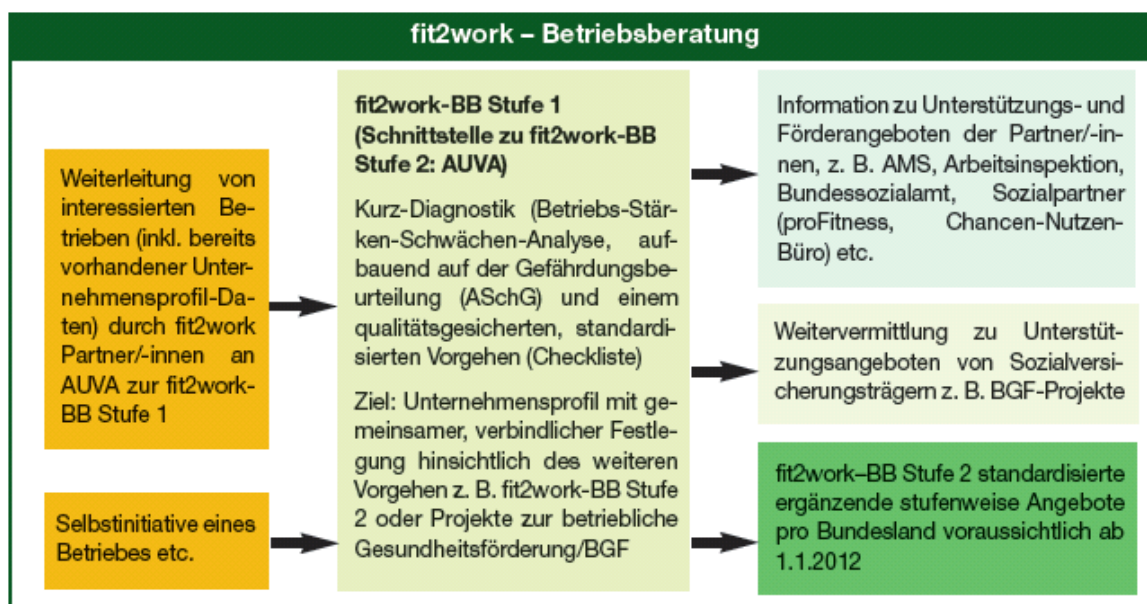 fit2work – Betriebsberatung
Weiterleitung von
interessierten Be-
trieben (inkl. bereits
vorhandener Unter-
nehmensprofil-Da-
ten) durch fit2work
Partner/-innen an
AUVA zur fit2work-
BB Stufe 1
Selbstinitiative eines
Betriebes etc.
fit2work-BB Stufe 1
(Schnittstelle zu fit2work-BB
Stufe 2: AUVA)
Kurz-Diagnostik (Betriebs-Stär-
ken-Schwächen-Analyse, auf-
bauend auf der Gefährdungsbe-
urteilung (ASchG) und einem
qualitätsgesicherten, standardi-
sierten Vorgehen (Checkliste)
Ziel: Unternehmensprofil mit ge-
meinsamer, verbindlicher Festle-
gung hinsichtlich des weiteren
Vorgehen z. B. fit2work-BB Stufe
2 oder Projekte zur betriebliche
Gesundheitsförderung/BGF
Information zu Unterstützungs- und
Förderangeboten der Partner/-in-
nen, z. B. AMS, Arbeitsinspektion,
Bundessozialamt, Sozialpartner
(proFitness, Chancen-Nutzen-
Büro) etc.
Weitervermittlung zu Unterstüt-
zungsangeboten von Sozialversi-
cherungsträgern z. B. BGF-Projekte
fit2work–BB Stufe 2 standardisierte
ergänzende stufenweise Angebote
pro Bundesland voraussichtlich ab
1.1.2012